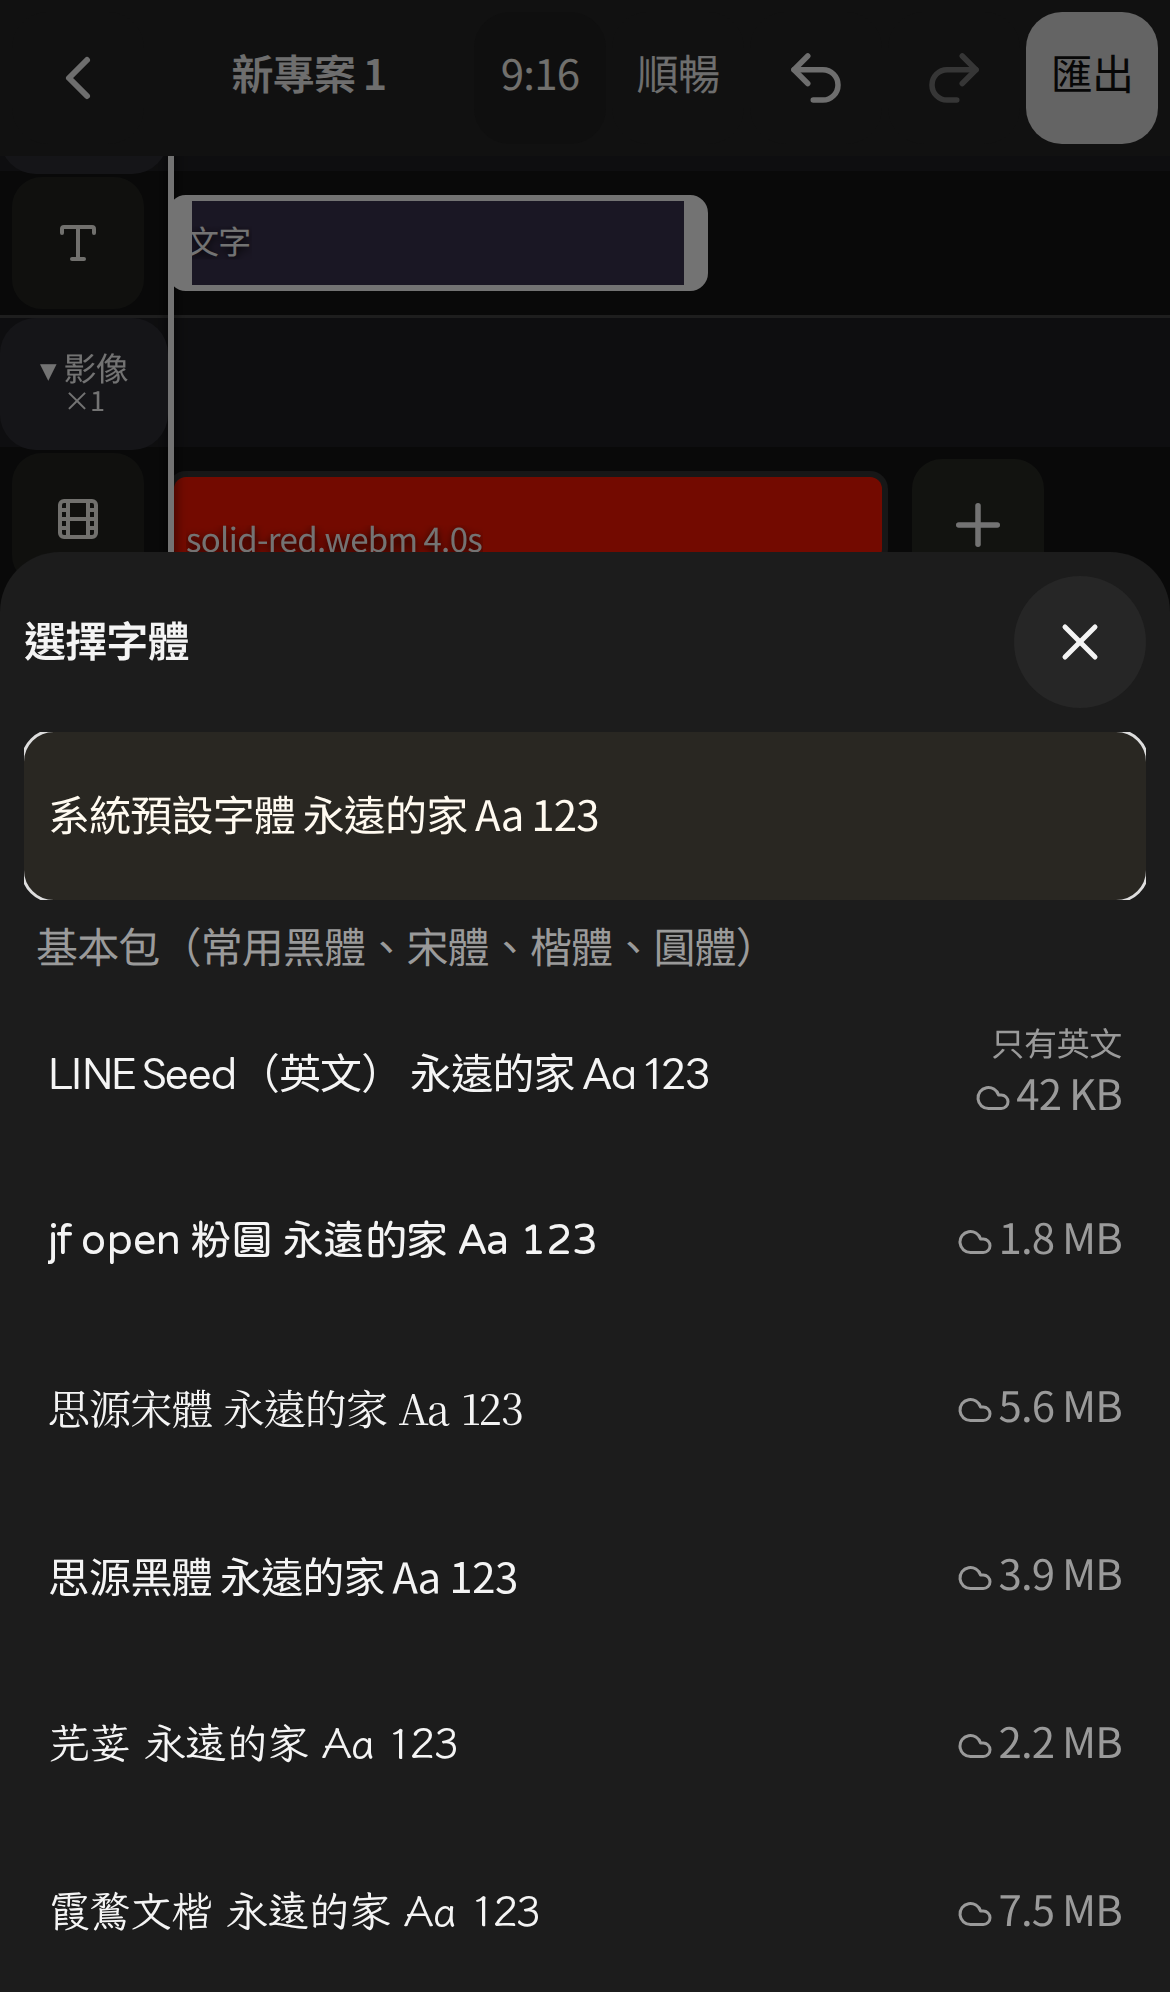 新專案 1
9:16
順暢
匯出
文字
▼ 影像
×1
solid-red.webm 4.0s
選擇字體
系統預設字體 永遠的家 Aa 123
基本包（常用黑體、宋體、楷體、圓體）
LINE Seed（英文） 永遠的家 Aa 123
只有英文
42 KB
jf open 粉圓 永遠的家 Aa 123
1.8 MB
思源宋體 永遠的家 Aa 123
5.6 MB
思源黑體 永遠的家 Aa 123
3.9 MB
芫荽 永遠的家 Aa 123
2.2 MB
霞鶩文楷 永遠的家 Aa 123
7.5 MB